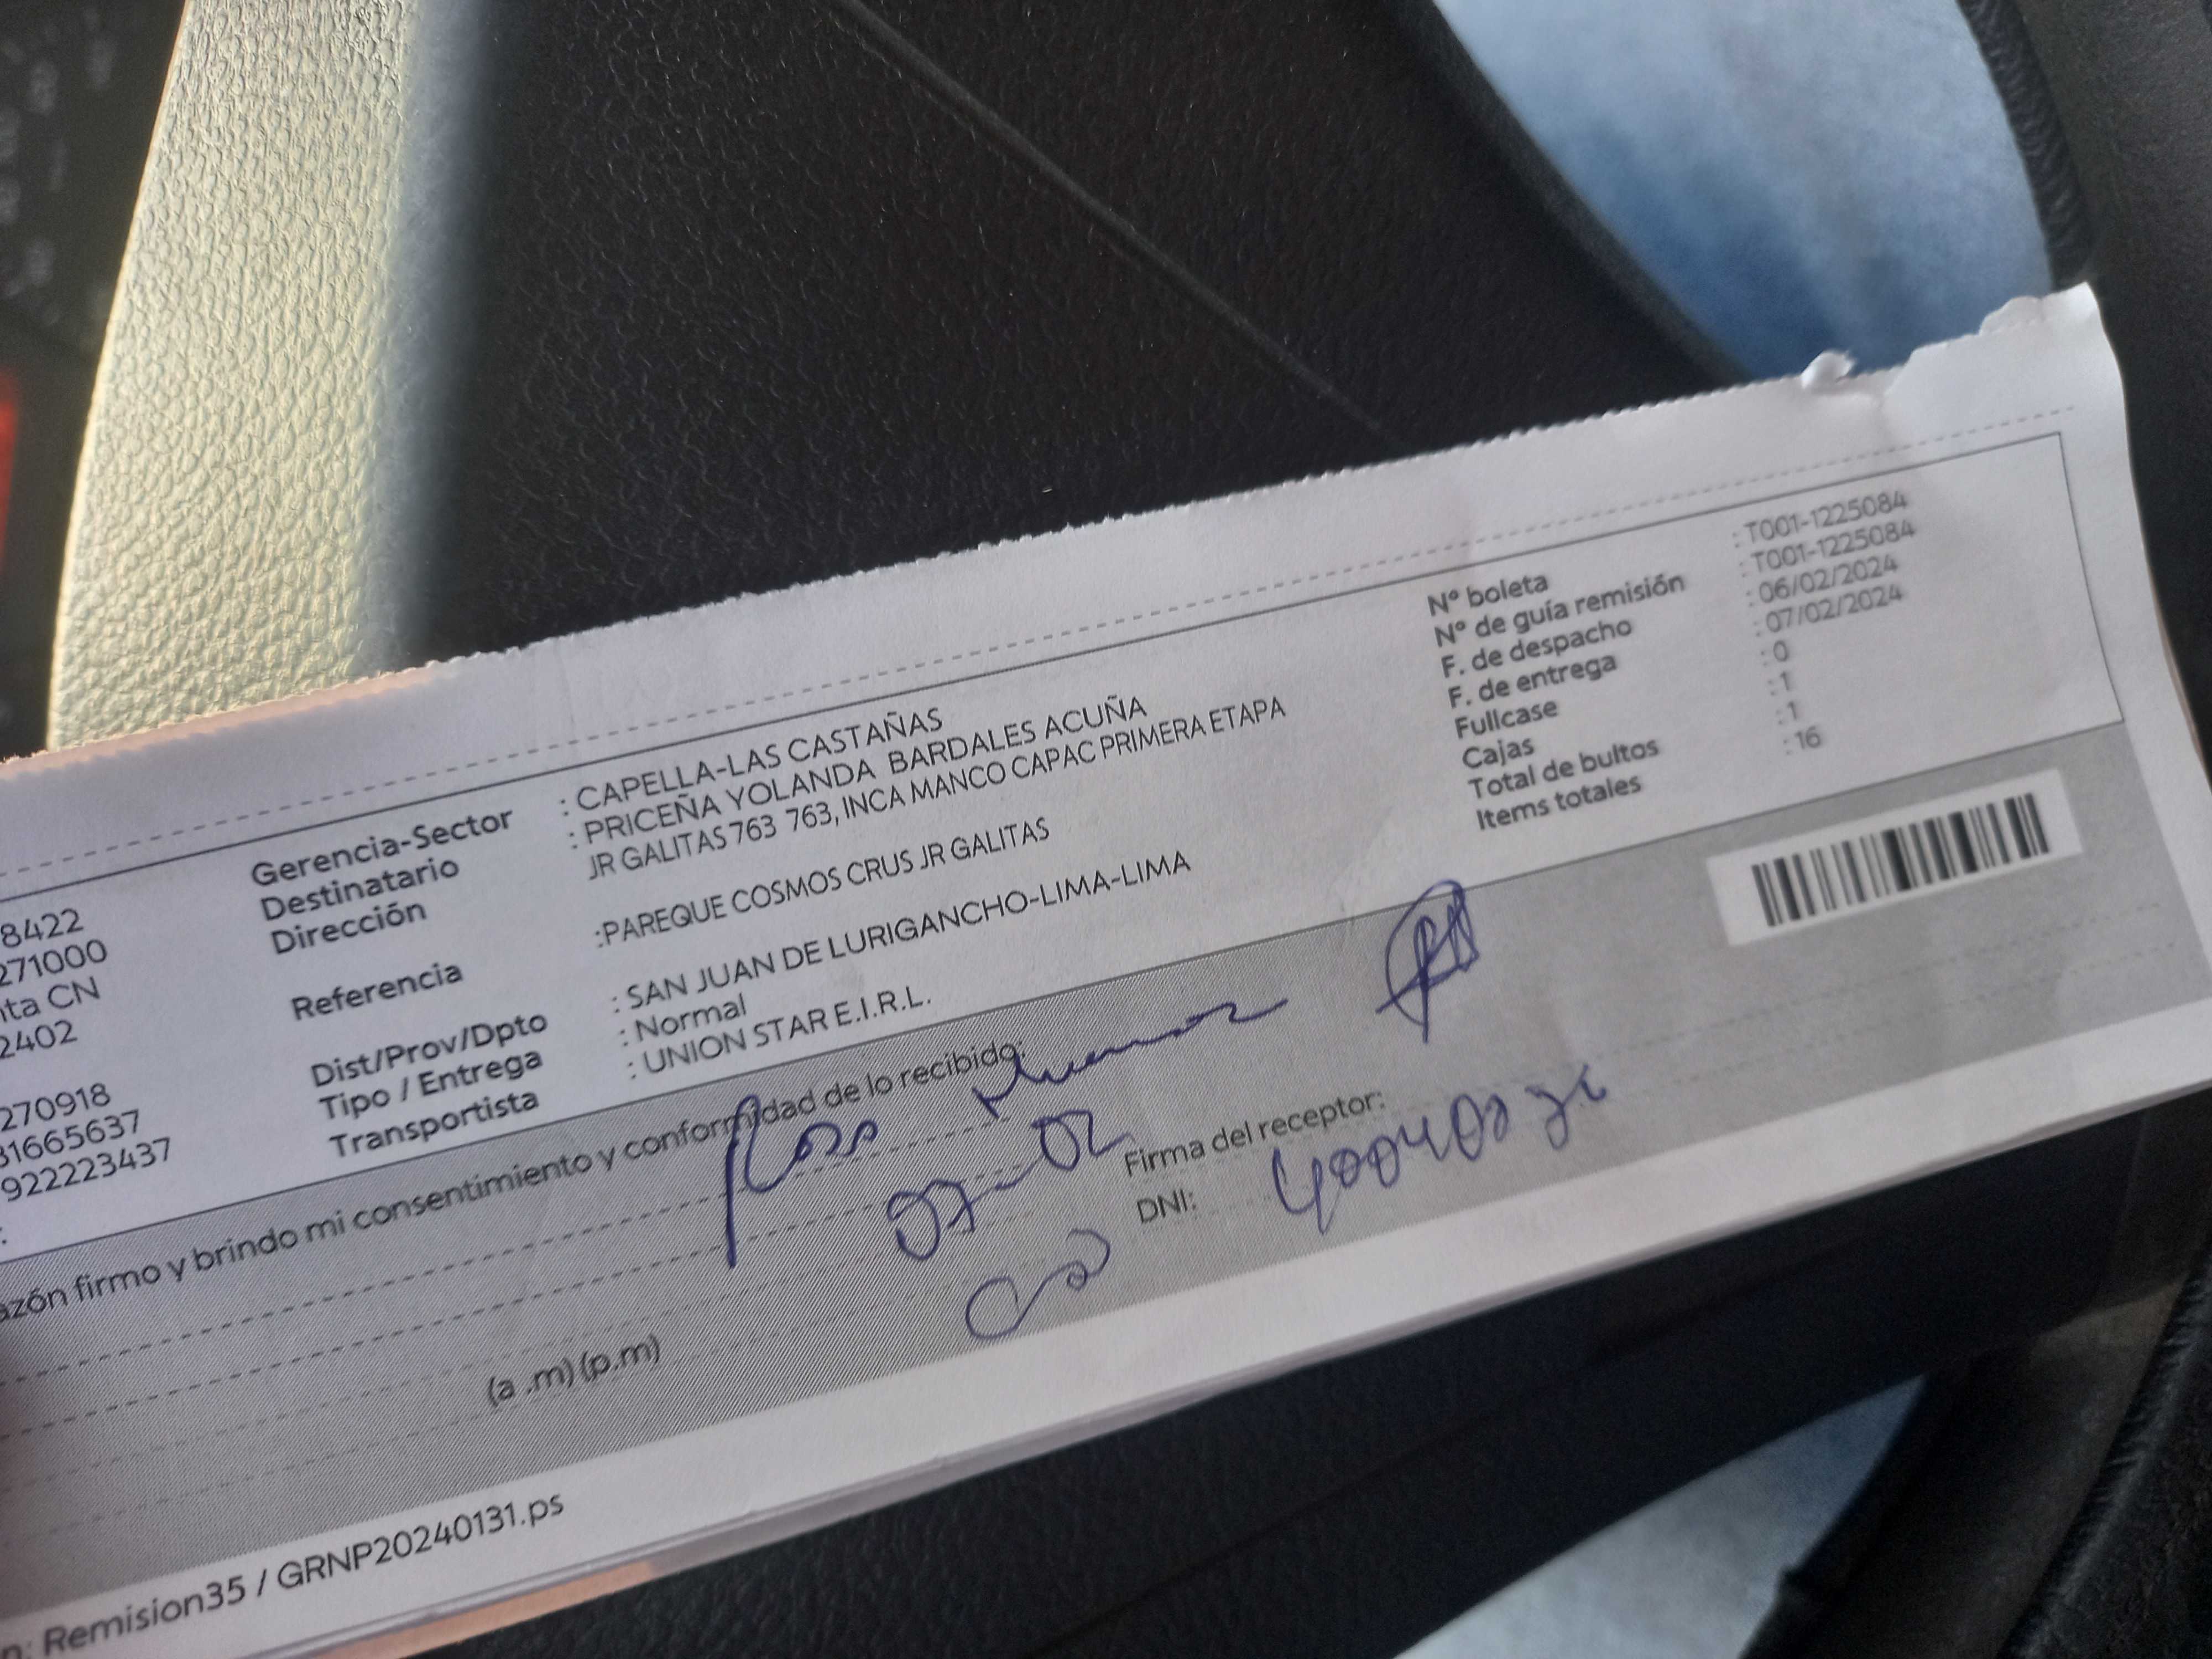 8422
271000
nta CN
2402
270918
31665637
922223437
:
Gerencia-Sector : CAPELLA-LAS CASTAÑAS
Destinatario : PRICEÑA YOLANDA BARDALES ACUÑA
Dirección JR GALITAS 763 763, INCA MANCO CAPAC PRIMERA ETAPA
Referencia :PAREQUE COSMOS CRUS JR GALITAS
Dist/Prov/Dpto : SAN JUAN DE LURIGANCHO-LIMA-LIMA
Tipo / Entrega : Normal
Transportista : UNION STAR E.I.R.L.
N° boleta : T001-1225084
N° de guía remisión : T001-1225084
F. de despacho : 06/02/2024
F. de entrega : 07/02/2024
Fullcase : 0
Cajas : 1
Total de bultos : 1
Items totales : 16
azón firmo y brindo mi consentimiento y conformidad de lo recibido:
Rosa
07-02
Firma del receptor:
DNI:
(a .m) (p.m)
n: Remision35 / GRNP20240131.ps